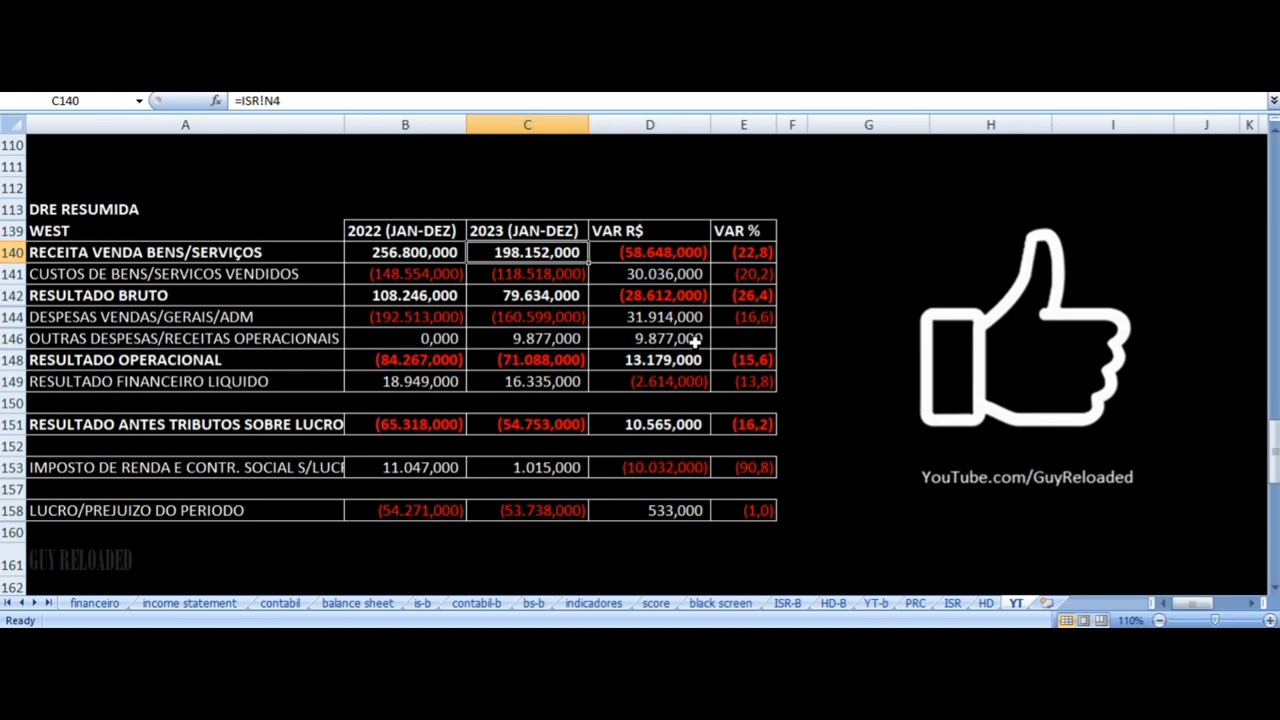 C140 fx =ISR!N4
A B C D E F G H I J K
110
111
112
113 DRE RESUMIDA
139 WEST 2022 (JAN-DEZ) 2023 (JAN-DEZ) VAR R$ VAR %
140 RECEITA VENDA BENS/SERVIÇOS 256.800,000 198.152,000 (58.648,000) (22,8)
141 CUSTOS DE BENS/SERVICOS VENDIDOS (148.554,000) (118.518,000) 30.036,000 (20,2)
142 RESULTADO BRUTO 108.246,000 79.634,000 (28.612,000) (26,4)
144 DESPESAS VENDAS/GERAIS/ADM (192.513,000) (160.599,000) 31.914,000 (16,6)
146 OUTRAS DESPESAS/RECEITAS OPERACIONAIS 0,000 9.877,000 9.877,000
148 RESULTADO OPERACIONAL (84.267,000) (71.088,000) 13.179,000 (15,6)
149 RESULTADO FINANCEIRO LIQUIDO 18.949,000 16.335,000 (2.614,000) (13,8)
150
151 RESULTADO ANTES TRIBUTOS SOBRE LUCRO (65.318,000) (54.753,000) 10.565,000 (16,2)
152
153 IMPOSTO DE RENDA E CONTR. SOCIAL S/LUCR 11.047,000 1.015,000 (10.032,000) (90,8)
YouTube.com/GuyReloaded
157
158 LUCRO/PREJUIZO DO PERIODO (54.271,000) (53.738,000) 533,000 (1,0)
160
161 GUY RELOADED
162
financeiro income statement contabil balance sheet is-b contabil-b bs-b indicadores score black screen ISR-B HD-B YT-b PRC ISR HD YT
Ready 110%